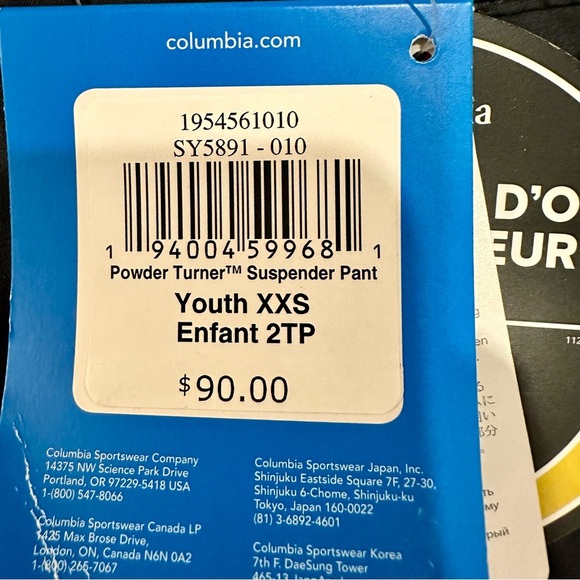 columbia.com
1954561010
SY5891 - 010
1 94004 59968 1
Powder Turner™ Suspender Pant
Youth XXS
Enfant 2TP
$90.00
Columbia Sportswear Company
14375 NW Science Park Drive
Portland, OR 97229-5418 USA
1-(800) 547-8066
Columbia Sportswear Canada LP
1425 Max Brose Drive,
London, ON, Canada N6N 0A2
1-(800) 265-7067
Columbia Sportswear Japan, Inc.
Shinjuku Eastside Square 7F, 27-30,
Shinjuku 6-Chome, Shinjuku-ku
Tokyo, Japan 160-0022
(81) 3-6892-4601
Columbia Sportswear Korea
7th F. DaeSung Tower
ia
D'O
EUR
112